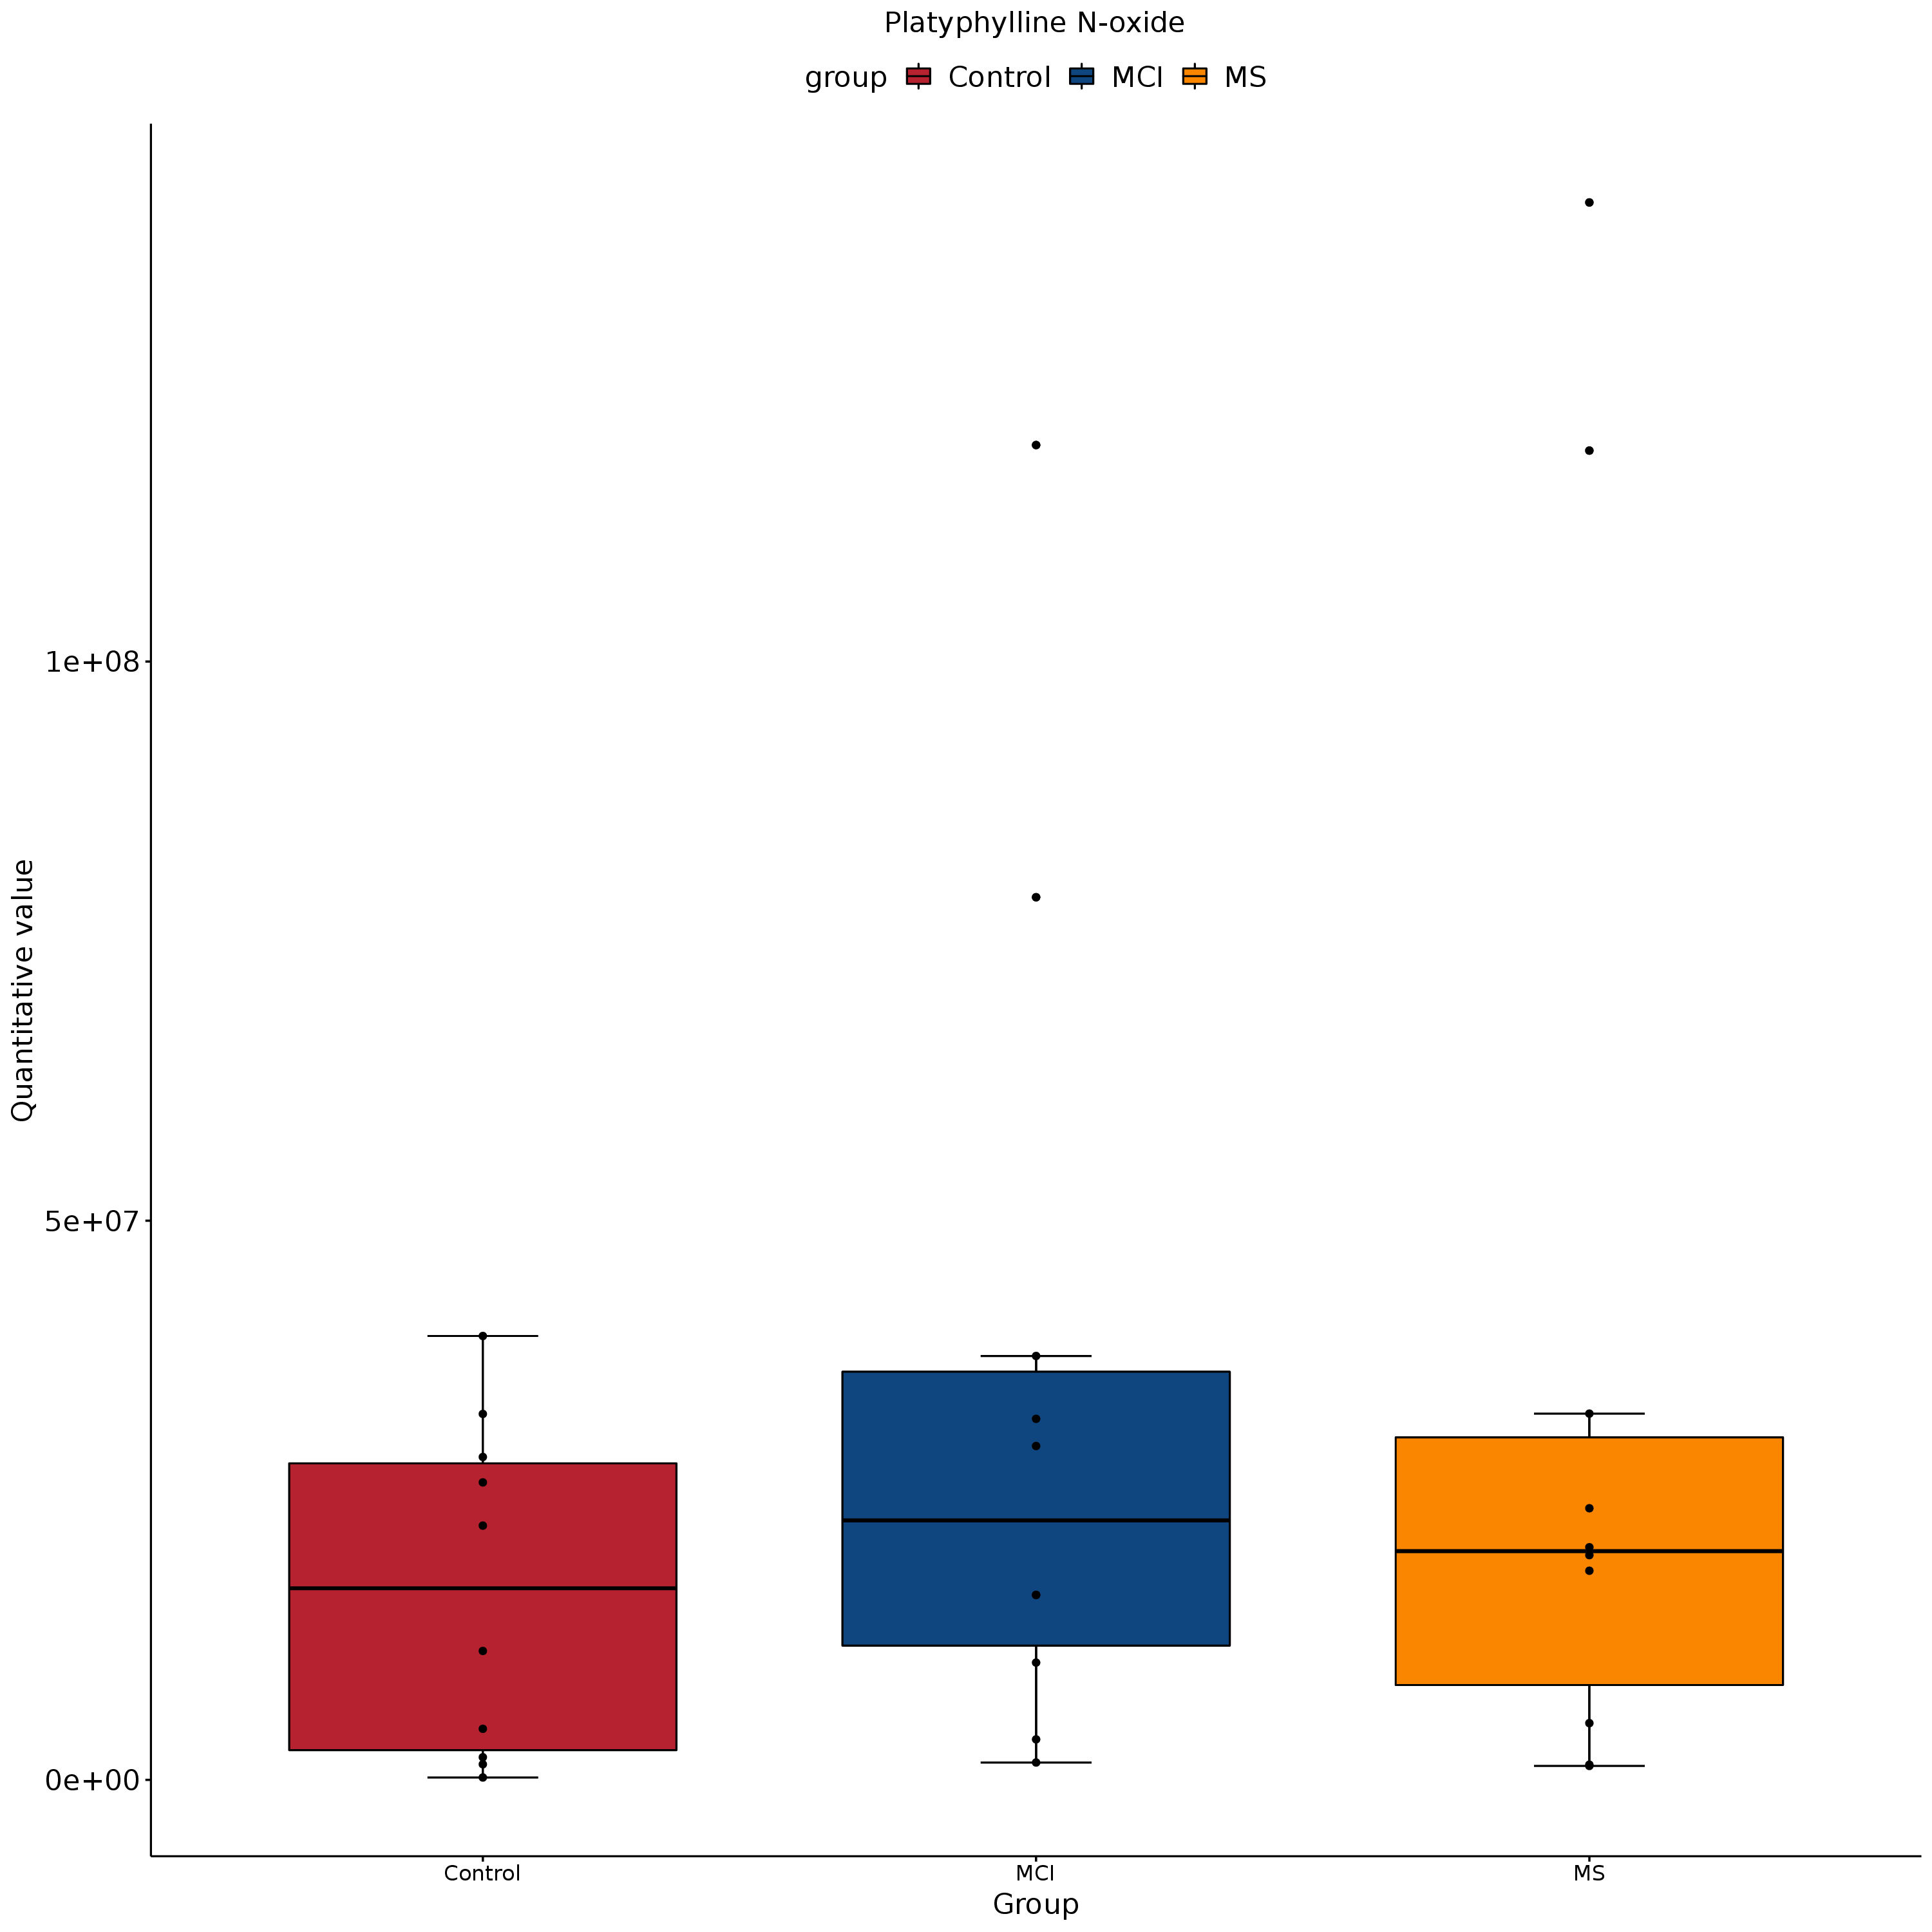 Platyphylline N-oxide
group Control MCI MS
Quantitative value
1e+08
5e+07
0e+00
Control MCI MS
Group